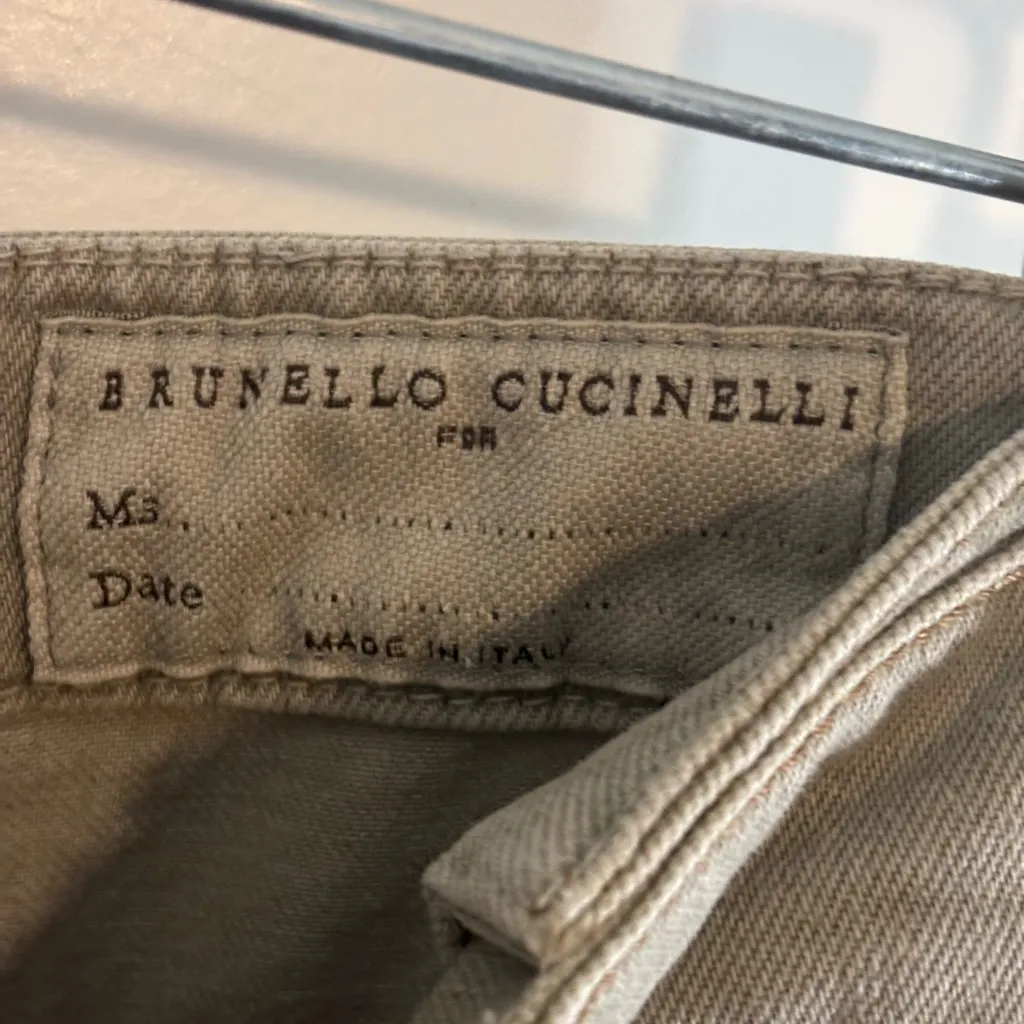 BRUNELLO CUCINELLI
FOR
Ms..............................
Date ..............................
MADE IN ITALY